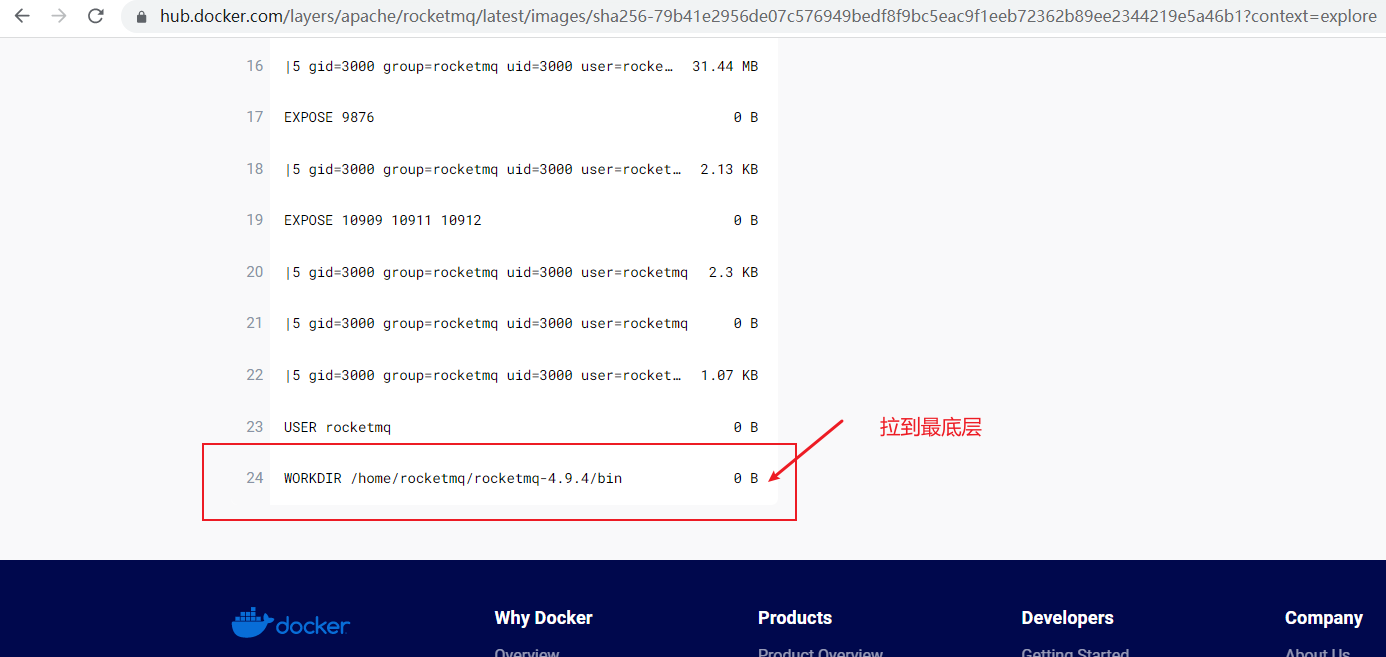 hub.docker.com/layers/apache/rocketmq/latest/images/sha256-79b41e2956de07c576949bedf8f9bc5eac9f1eeb72362b89ee2344219e5a46b1?context=explore
16 |5 gid=3000 group=rocketmq uid=3000 user=rocke… 31.44 MB
17 EXPOSE 9876 0 B
18 |5 gid=3000 group=rocketmq uid=3000 user=rocket… 2.13 KB
19 EXPOSE 10909 10911 10912 0 B
20 |5 gid=3000 group=rocketmq uid=3000 user=rocketmq 2.3 KB
21 |5 gid=3000 group=rocketmq uid=3000 user=rocketmq 0 B
22 |5 gid=3000 group=rocketmq uid=3000 user=rocket… 1.07 KB
23 USER rocketmq 0 B
拉到最底层
24 WORKDIR /home/rocketmq/rocketmq-4.9.4/bin 0 B
docker Why Docker Products Developers Company
Overview Product Overview Getting Started About Us